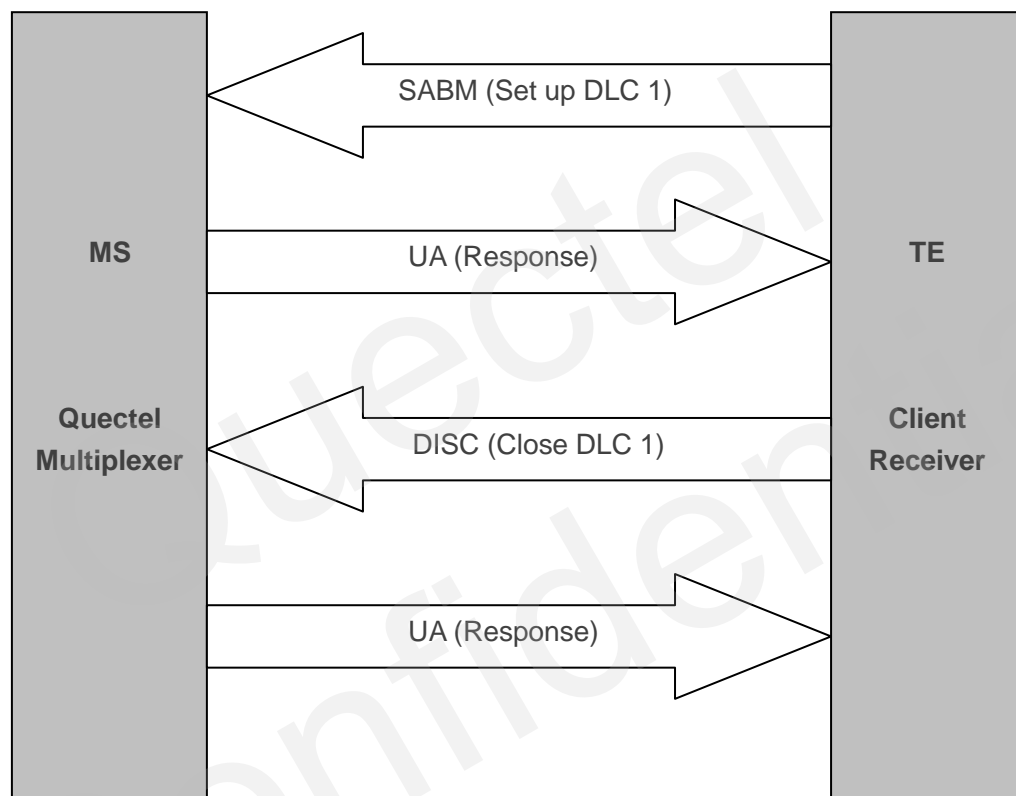 SABM (Set up DLC 1)
MS
UA (Response)
TE
Quectel
Multiplexer
DISC (Close DLC 1)
Client
Receiver
UA (Response)
Quectel
Confidential